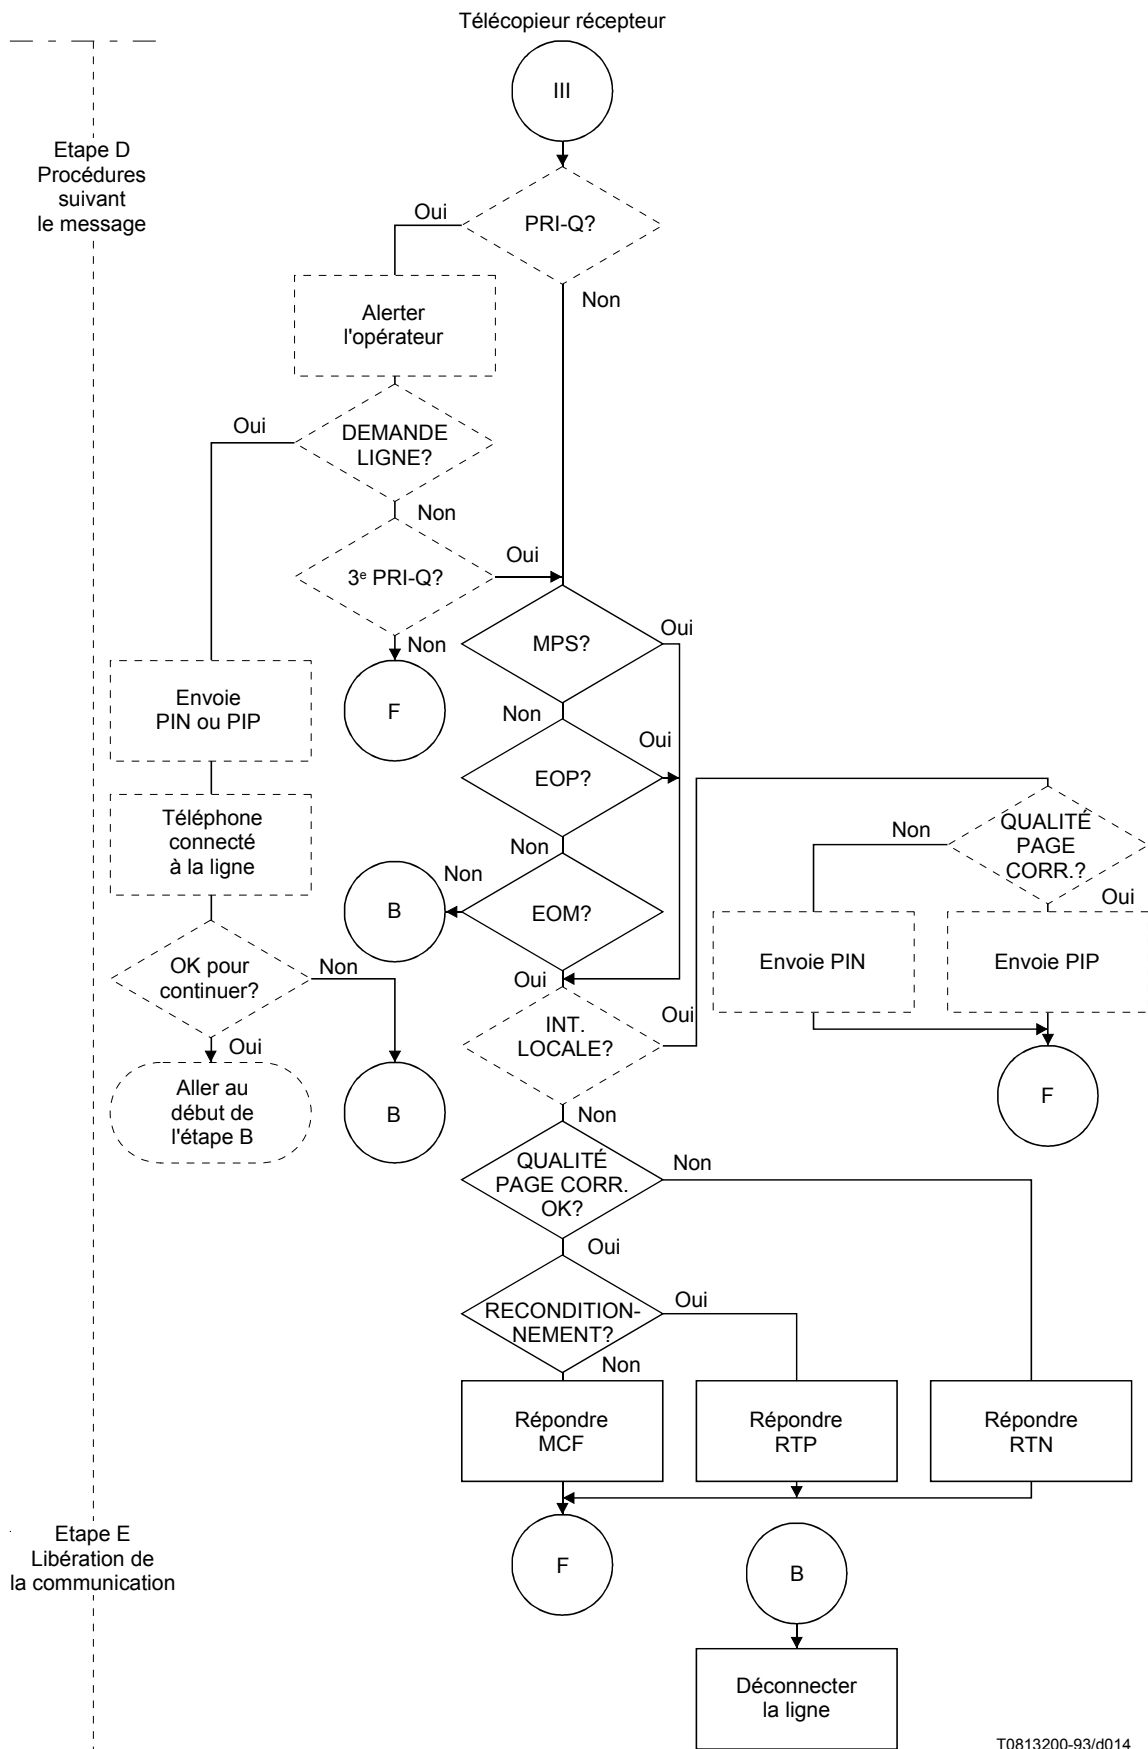 Télécopieur récepteur
III
Etape D
Procédures
suivant
le message
Oui
PRI-Q?
Non
Alerter
l'opérateur
Oui
DEMANDE
LIGNE?
Non
3e PRI-Q?
Oui
Non
MPS?
Oui
Envoie
PIN ou PIP
F
Non
Oui
EOP?
Téléphone
connecté
à la ligne
Non
QUALITÉ
PAGE
CORR.?
Non
Oui
B
Non
EOM?
Envoie PIN
Envoie PIP
OK pour
continuer?
Non
Oui
INT.
LOCALE?
Oui
Oui
Aller au
début de
l'étape B
B
F
Non
QUALITÉ
PAGE CORR.
OK?
Non
Oui
RECONDITION-
NEMENT?
Oui
Non
Répondre
MCF
Répondre
RTP
Répondre
RTN
Etape E
Libération de
la communication
F
B
Déconnecter
la ligne
T0813200-93/d014